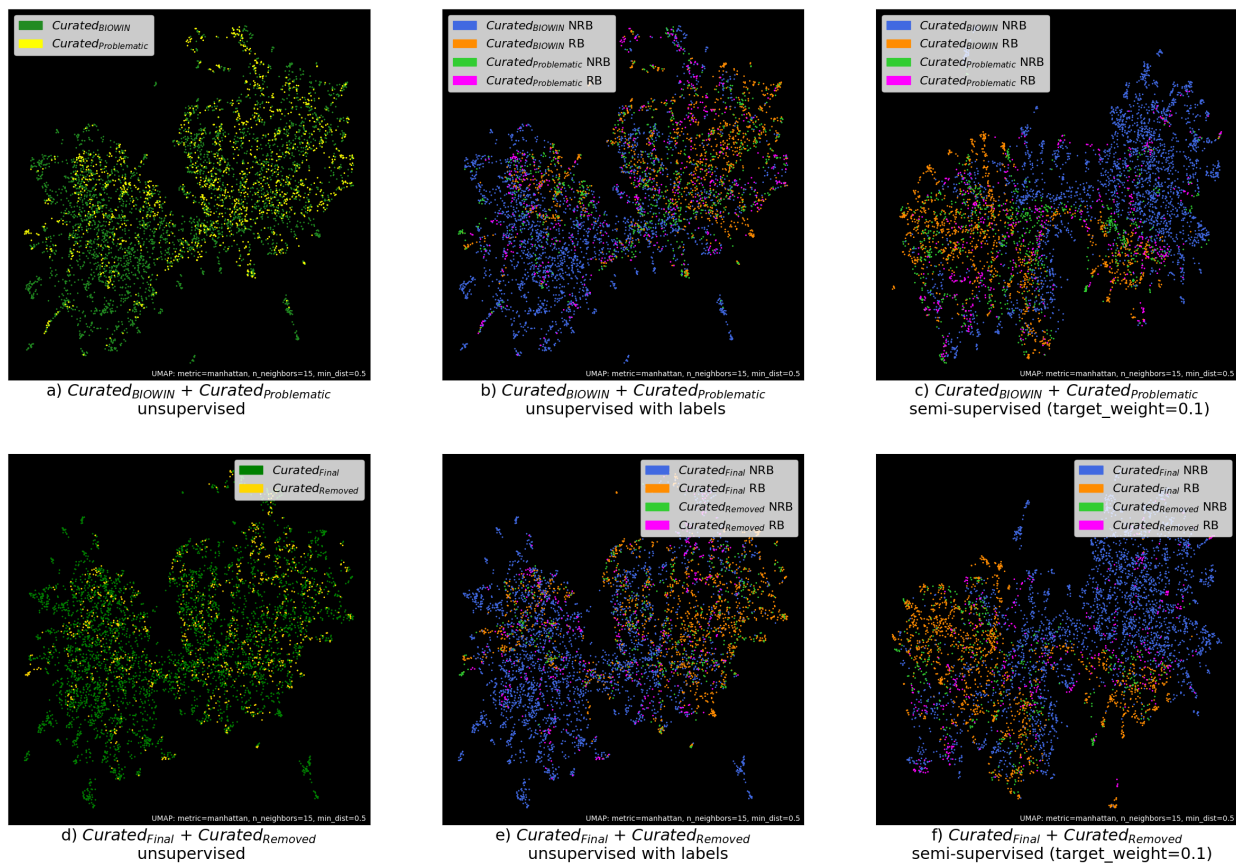 Curated_BIOWIN
Curated_Problematic
UMAP: metric=manhattan, n_neighbors=15, min_dist=0.5
a) Curated_BIOWIN + Curated_Problematic
unsupervised
Curated_BIOWIN NRB
Curated_BIOWIN RB
Curated_Problematic NRB
Curated_Problematic RB
UMAP: metric=manhattan, n_neighbors=15, min_dist=0.5
b) Curated_BIOWIN + Curated_Problematic
unsupervised with labels
Curated_BIOWIN NRB
Curated_BIOWIN RB
Curated_Problematic NRB
Curated_Problematic RB
UMAP: metric=manhattan, n_neighbors=15, min_dist=0.5
c) Curated_BIOWIN + Curated_Problematic
semi-supervised (target_weight=0.1)
Curated_Final
Curated_Removed
UMAP: metric=manhattan, n_neighbors=15, min_dist=0.5
d) Curated_Final + Curated_Removed
unsupervised
Curated_Final NRB
Curated_Final RB
Curated_Removed NRB
Curated_Removed RB
UMAP: metric=manhattan, n_neighbors=15, min_dist=0.5
e) Curated_Final + Curated_Removed
unsupervised with labels
Curated_Final NRB
Curated_Final RB
Curated_Removed NRB
Curated_Removed RB
UMAP: metric=manhattan, n_neighbors=15, min_dist=0.5
f) Curated_Final + Curated_Removed
semi-supervised (target_weight=0.1)